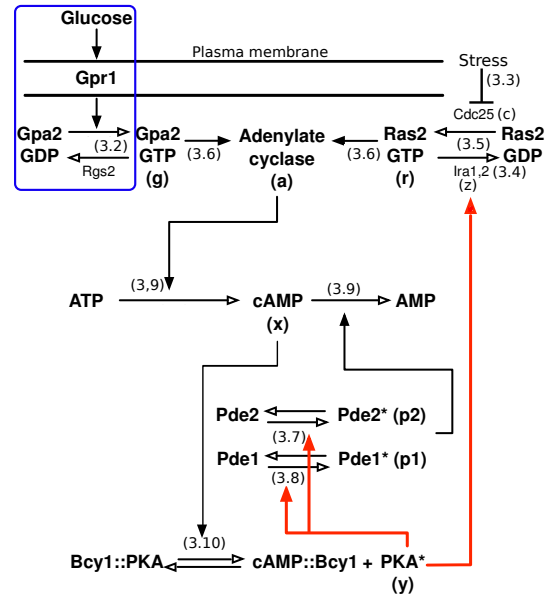 Glucose
Plasma membrane
Stress
Gpr1
(3.3)
Cdc25 (c)
Gpa2 Gpa2 Adenylate Ras2 Ras2
(3.2) (3.6) (3.6) (3.5)
GDP GTP cyclase GTP GDP
Rgs2 Ira1,2 (3.4)
(g) (a) (r) (z)
(3,9) (3.9)
ATP cAMP AMP
(x)
Pde2 Pde2* (p2)
(3.7)
Pde1 Pde1* (p1)
(3.8)
(3.10)
Bcy1::PKA cAMP::Bcy1 + PKA*
(y)